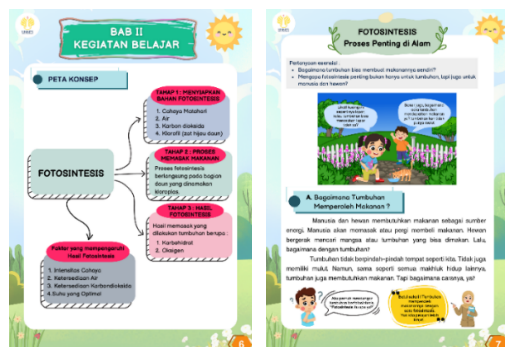 UNNES
BAB II
KEGIATAN BELAJAR
PETA KONSEP
FOTOSINTESIS
TAHAP 1 : MENYIAPKAN
BAHAN FOTOSINTESIS
1. Cahaya Matahari
2. Air
3. Karbon dioksida
4. Klorofil (zat hijau daun)
TAHAP 2 : PROSES
MEMASAK MAKANAN
Proses fotosintesis
berlangsung pada bagian
daun yang dinamakan
kloroplas.
TAHAP 3 : HASIL
FOTOSINTESIS
Hasil memasak yang
dilakukan tumbuhan berupa :
1. Karbohidrat
2. Oksigen
Faktor yang mempengaruhi
Hasil Fotosintesis
1. Intensitas Cahaya
2. Ketersediaan Air
3. Ketersediaan Karbondioksida
4. Suhu yang Optimal
6
UNNES
FOTOSINTESIS
Proses Penting di Alam
Pertanyaan esensial :
Bagaimana tumbuhan bisa membuat makanannya sendiri?
Mengapa fotosintesis penting bukan hanya untuk tumbuhan, tapi juga untuk
manusia dan hewan?
A. Bagaimana Tumbuhan
Memperoleh Makanan ?
Manusia dan hewan membutuhkan makanan sebagai sumber
energi. Manusia akan memasak atau pergi membeli makanan. Hewan
bergerak mencari mangsa atau tumbuhan yang bisa dimakan. Lalu,
bagaimana dengan tumbuhan?
Tumbuhan tidak berpindah-pindah tempat seperti kita. Tidak juga
memiliki mulut. Namun, sama seperti semua makhluk hidup lainnya,
tumbuhan juga membutuhkan makanan. Tapi bagaimana caranya, ya?
7